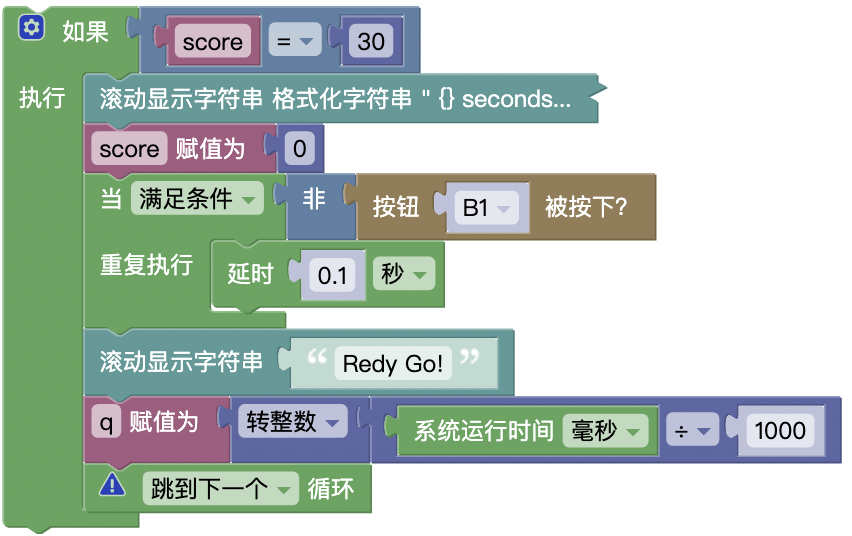 如果 score = 30
执行 滚动显示字符串 格式化字符串 " {} seconds...
score 赋值为 0
当 满足条件 非 按钮 B1 被按下?
重复执行 延时 0.1 秒
滚动显示字符串 “ Redy Go! ”
q 赋值为 转整数 系统运行时间 毫秒 ÷ 1000
跳到下一个 循环